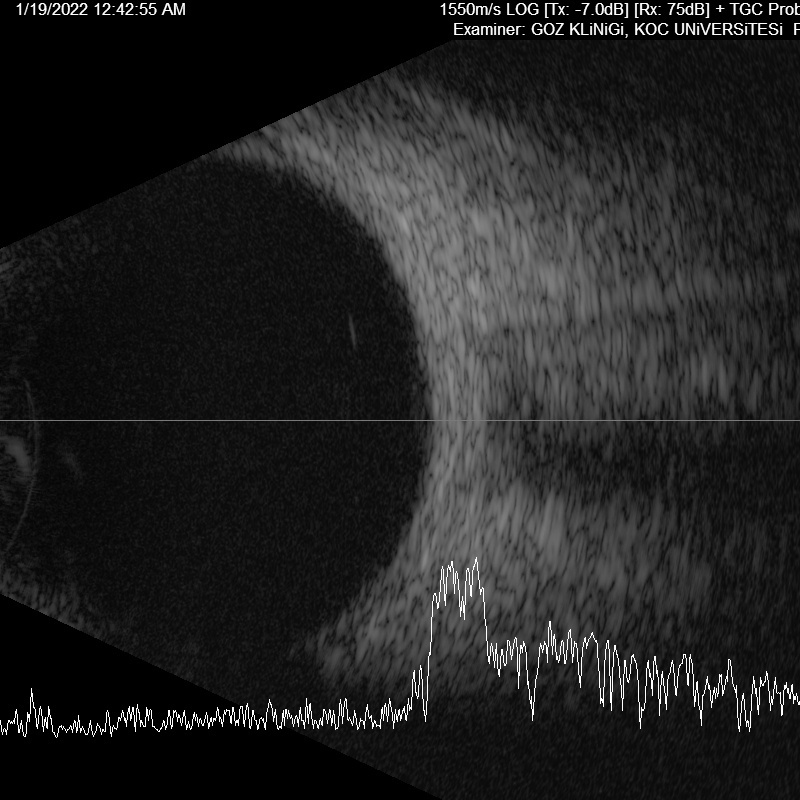 1/19/2022 12:42:55 AM
1550m/s LOG [Tx: -7.0dB] [Rx: 75dB] + TGC Prob
Examiner: GOZ KLiNiGi, KOC UNiVERSiTESi